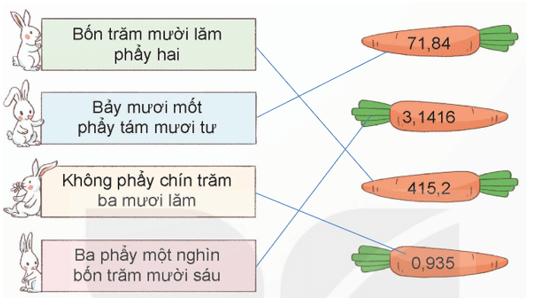 Bốn trăm mười lăm
phẩy hai
71,84
Bảy mươi mốt
phẩy tám mươi tư
3,1416
Không phẩy chín trăm
ba mươi lăm
415,2
Ba phẩy một nghìn
bốn trăm mười sáu
0,935